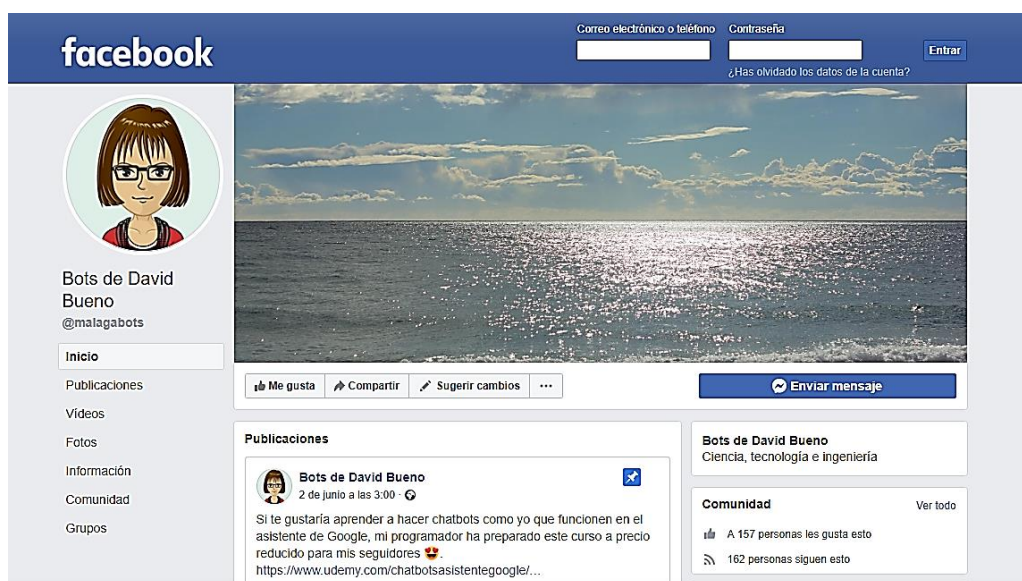 facebook
Correo electrónico o teléfono
Contraseña
Entrar
¿Has olvidado los datos de la cuenta?
Bots de David
Bueno
@malagabots
Inicio
Publicaciones
Vídeos
Fotos
Información
Comunidad
Grupos
Me gusta
Compartir
Sugerir cambios
...
Enviar mensaje
Publicaciones
Bots de David Bueno
2 de junio a las 3:00 ·
Si te gustaría aprender a hacer chatbots como yo que funcionen en el
asistente de Google, mi programador ha preparado este curso a precio
reducido para mis seguidores 😍.
https://www.udemy.com/chatbotsasistentegoogle/...
Bots de David Bueno
Ciencia, tecnología e ingeniería
Comunidad
Ver todo
A 157 personas les gusta esto
162 personas siguen esto